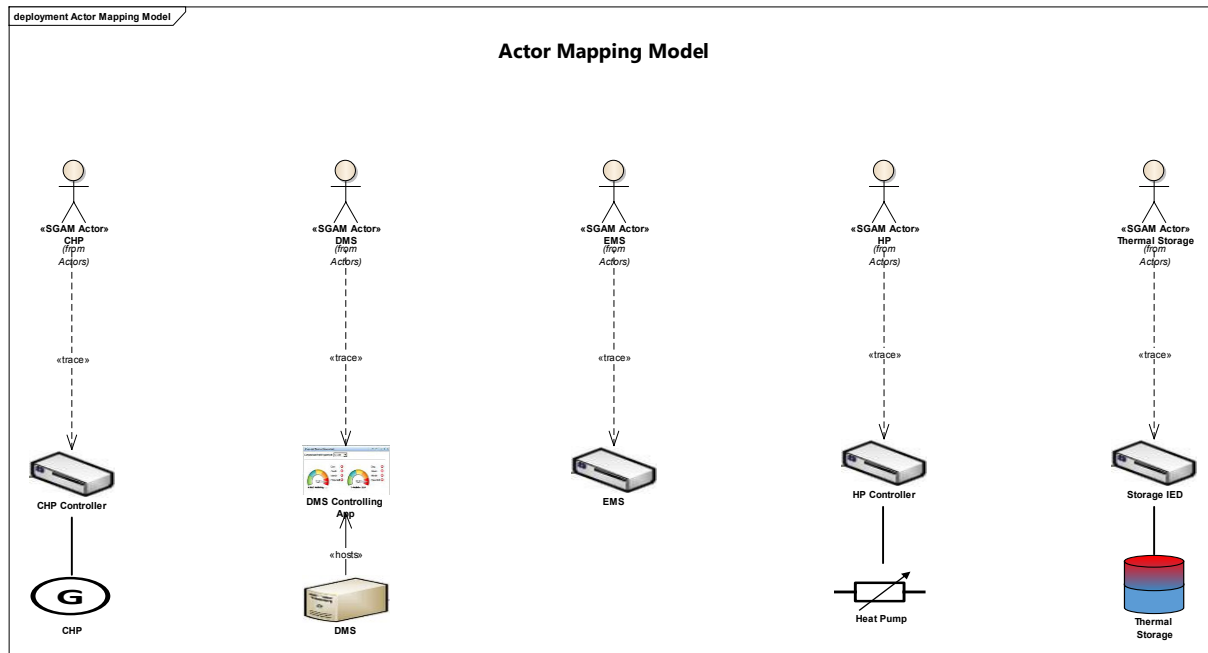 deployment Actor Mapping Model
Actor Mapping Model
«SGAM Actor»
CHP
(from
Actors)
«SGAM Actor»
DMS
(from
Actors)
«SGAM Actor»
EMS
(from
Actors)
«SGAM Actor»
HP
(from
Actors)
«SGAM Actor»
Thermal Storage
(from
Actors)
«trace»
«trace»
«trace»
«trace»
«trace»
CHP Controller
DMS Controlling
App
EMS
HP Controller
Storage IED
«hosts»
G
CHP
DMS
Heat Pump
Thermal
Storage